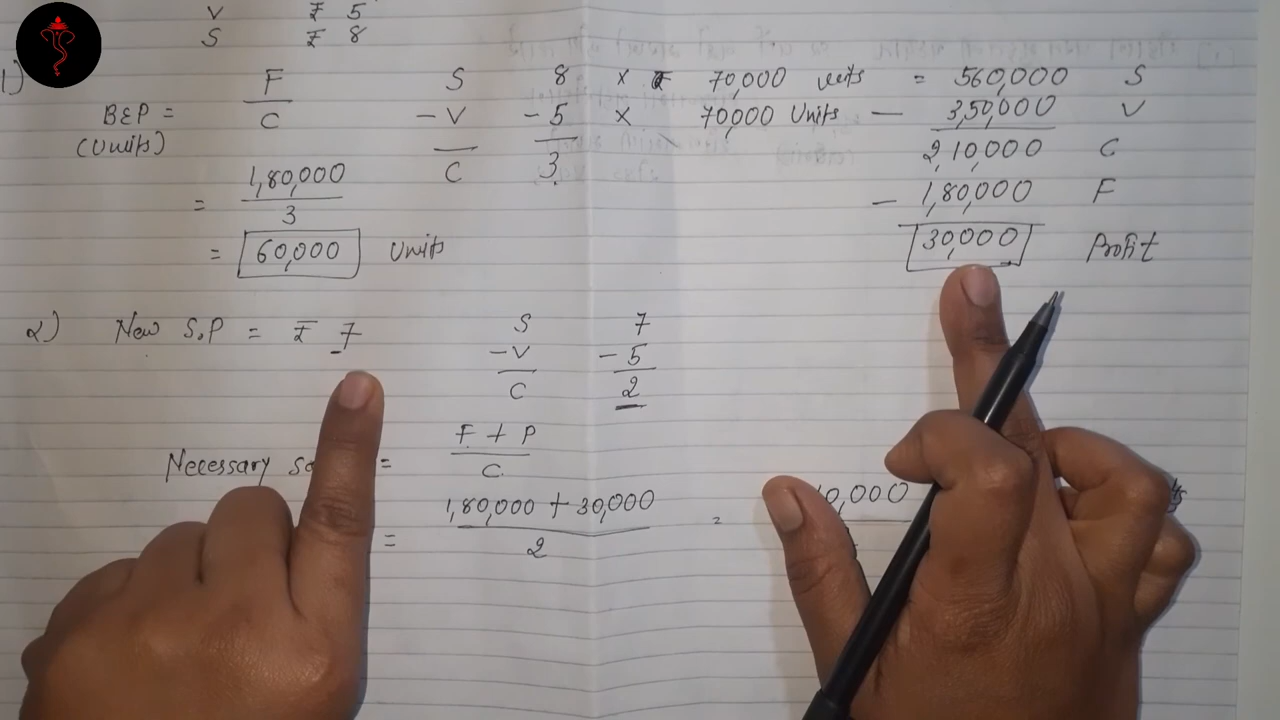 V ₹ 5
S ₹ 8
1) F S 8 x 70,000 units = 560,000 S
BEP = C - V - 5 x 70,000 Units — 3,50,000 V
(Units) C 3 2,10,000 C
= 1,80,000 — 1,80,000 F
3
= 60,000 Units 30,000 Profit
2) New S.P = ₹ 7 S 7
- V - 5
C 2
Necessary = F + P
C
= 1,80,000 + 30,000 = 0,000
2